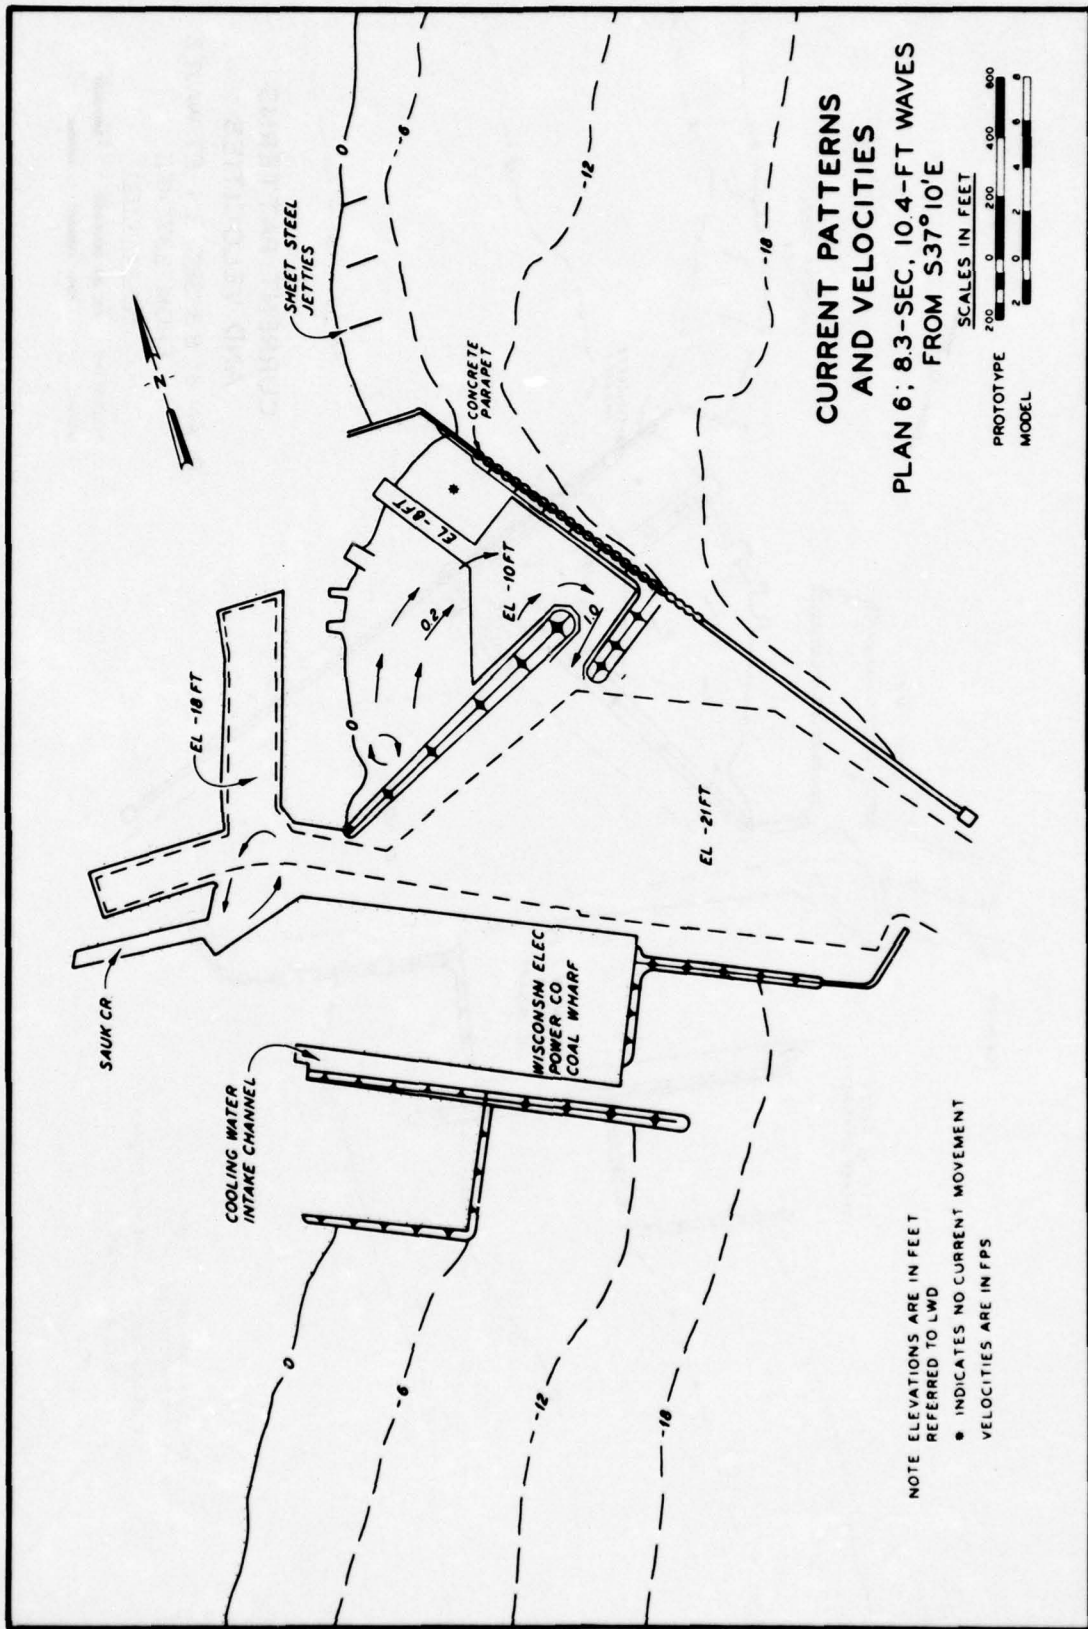 SHEET STEEL
JETTIES
N
0
-6
-12
-18
CONCRETE
PARAPET
EL -8FT
*
EL -10FT
0.2
1.0
0
EL -18 FT
EL -21FT
SAUK CR
WISCONSIN ELEC
POWER CO
COAL WHARF
COOLING WATER
INTAKE CHANNEL
0
-6
-12
-18
NOTE ELEVATIONS ARE IN FEET
REFERRED TO LWD
* INDICATES NO CURRENT MOVEMENT
VELOCITIES ARE IN FPS
CURRENT PATTERNS
AND VELOCITIES
PLAN 6; 8.3-SEC, 10.4-FT WAVES
FROM S37°10'E
SCALES IN FEET
PROTOTYPE 200 0 200 400 600
MODEL 2 0 2 4 6 8